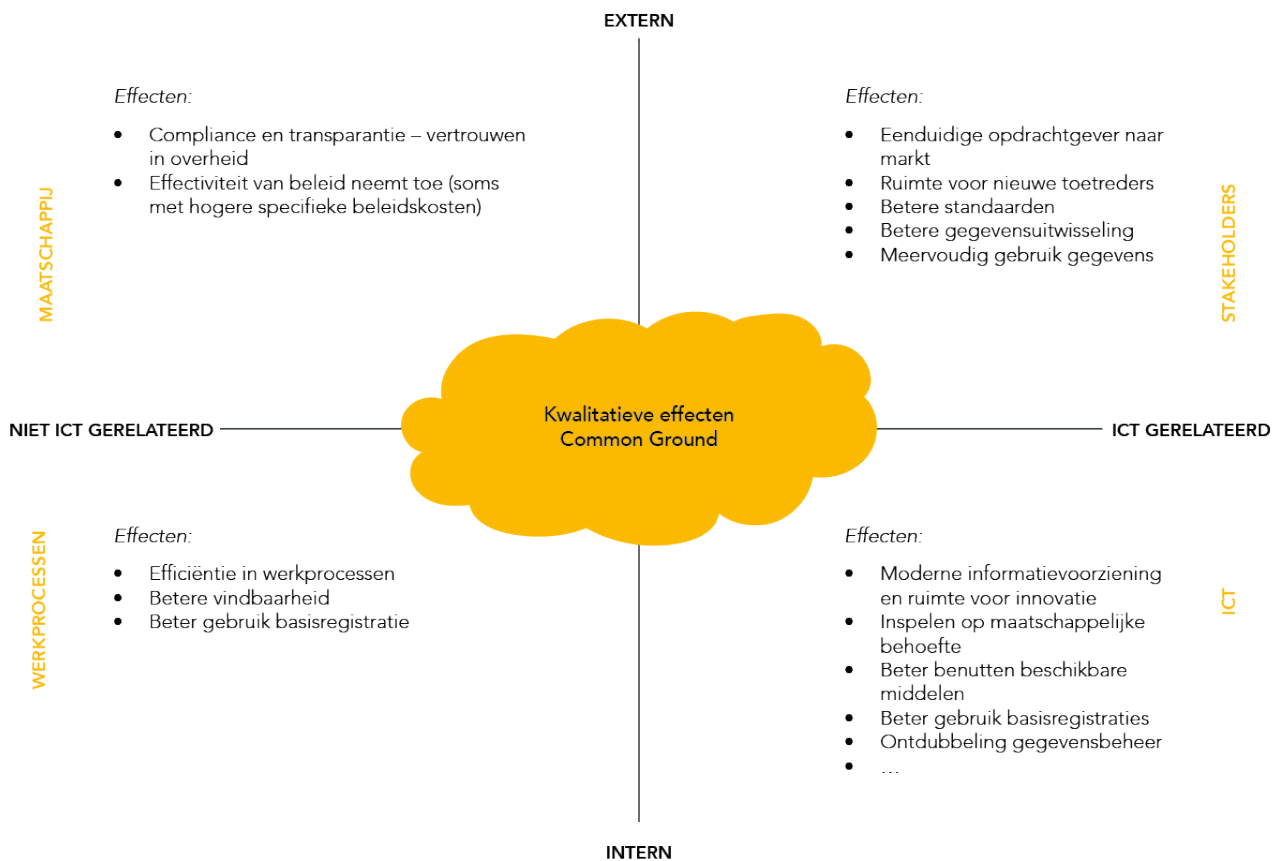 EXTERN
Effecten:
• Compliance en transparantie – vertrouwen
in overheid
• Effectiviteit van beleid neemt toe (soms
met hogere specifieke beleidskosten)
MAATSCHAPPIJ
Effecten:
• Eenduidige opdrachtgever naar
markt
• Ruimte voor nieuwe toetreders
• Betere standaarden
• Betere gegevensuitwisseling
• Meervoudig gebruik gegevens
STAKEHOLDERS
Kwalitatieve effecten
Common Ground
NIET ICT GERELATEERD
ICT GERELATEERD
Effecten:
• Efficiëntie in werkprocessen
• Betere vindbaarheid
• Beter gebruik basisregistratie
WERKPROCESSEN
Effecten:
• Moderne informatievoorziening
en ruimte voor innovatie
• Inspelen op maatschappelijke
behoefte
• Beter benutten beschikbare
middelen
• Beter gebruik basisregistraties
• Ontdubbeling gegevensbeheer
• …
ICT
INTERN